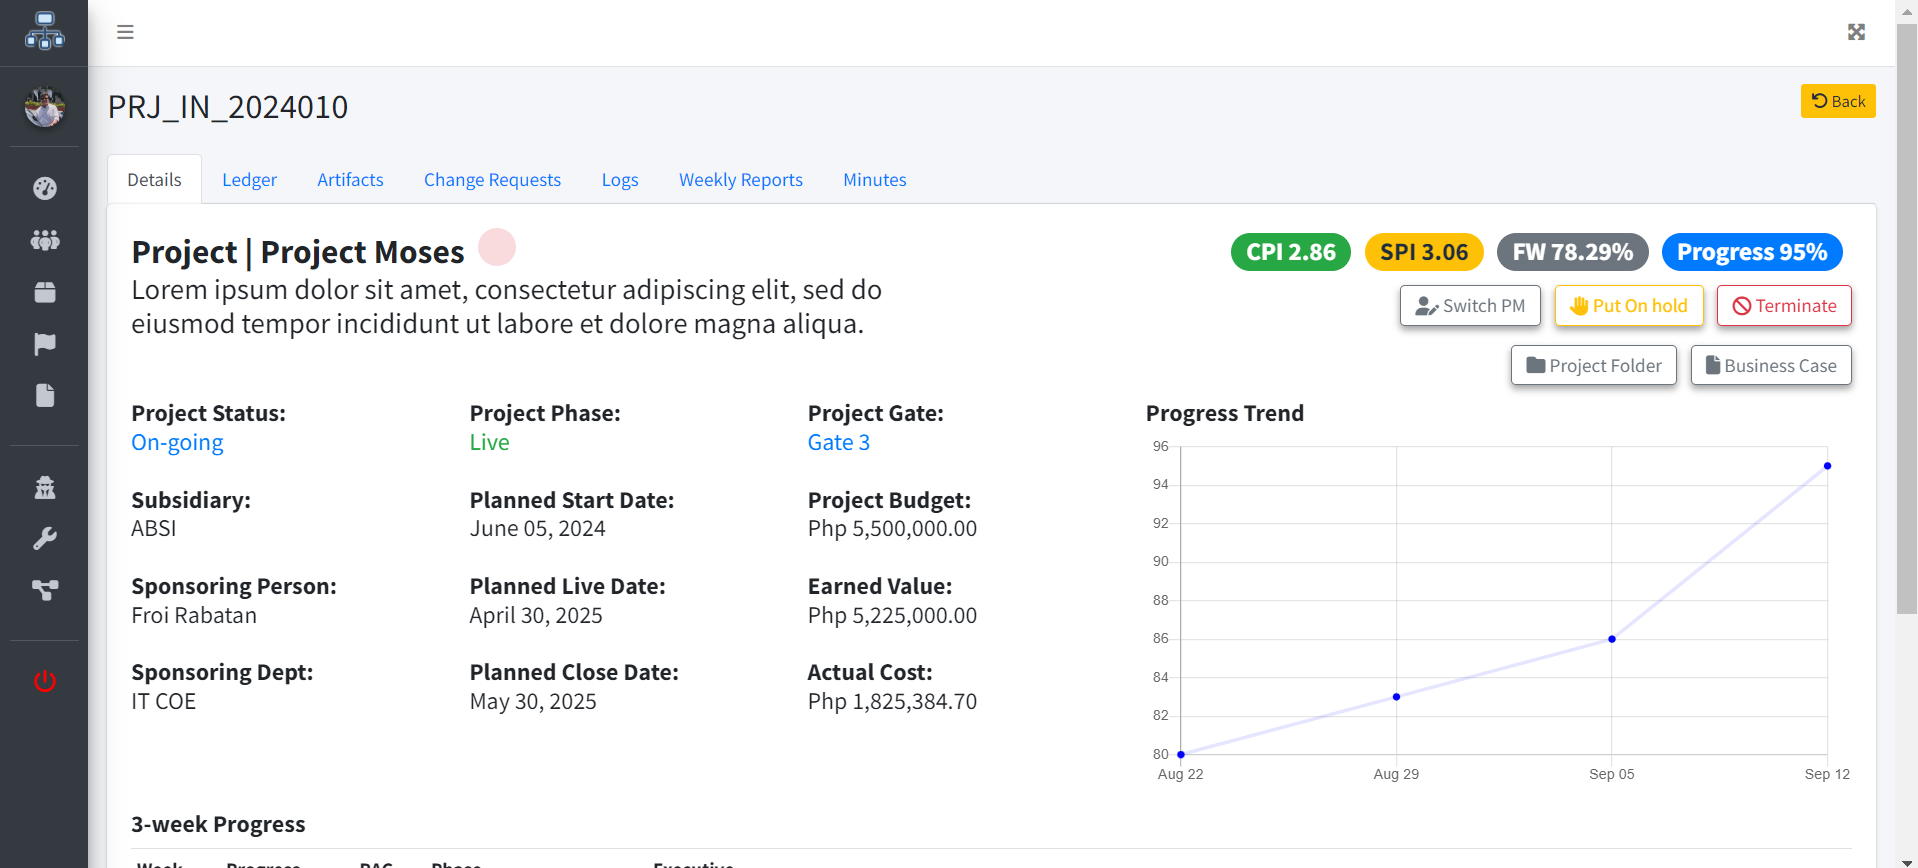 PRJ_IN_2024010
Back
Details Ledger Artifacts Change Requests Logs Weekly Reports Minutes
Project | Project Moses
Lorem ipsum dolor sit amet, consectetur adipiscing elit, sed do
eiusmod tempor incididunt ut labore et dolore magna aliqua.
CPI 2.86 SPI 3.06 FW 78.29% Progress 95%
Switch PM Put On hold Terminate
Project Folder Business Case
Project Status:
On-going
Subsidiary:
ABSI
Sponsoring Person:
Froi Rabatan
Sponsoring Dept:
IT COE
Project Phase:
Live
Planned Start Date:
June 05, 2024
Planned Live Date:
April 30, 2025
Planned Close Date:
May 30, 2025
Project Gate:
Gate 3
Project Budget:
Php 5,500,000.00
Earned Value:
Php 5,225,000.00
Actual Cost:
Php 1,825,384.70
Progress Trend
96
94
92
90
88
86
84
82
80
Aug 22 Aug 29 Sep 05 Sep 12
3-week Progress
Week Progress RAG Phase Executive